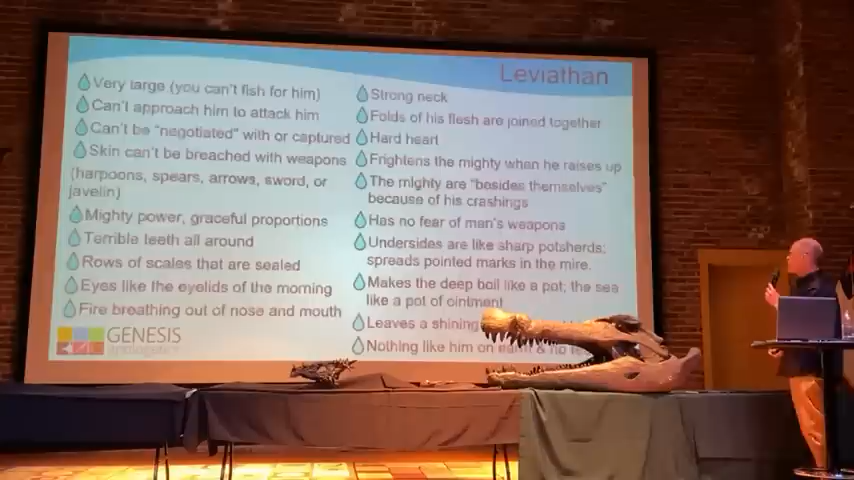 Leviathan
Very large (you can't fish for him)
Can't approach him to attack him
Can't be "negotiated" with or captured
Skin can't be breached with weapons
(harpoons, spears, arrows, sword, or
javelin)
Mighty power, graceful proportions
Terrible teeth all around
Rows of scales that are sealed
Eyes like the eyelids of the morning
Fire breathing out of nose and mouth
Strong neck
Folds of his flesh are joined together
Hard heart
Frightens the mighty when he raises up
The mighty are "besides themselves"
because of his crashings
Has no fear of man's weapons
Undersides are like sharp potsherds;
spreads pointed marks in the mire.
Makes the deep boil like a pot; the sea
like a pot of ointment
Leaves a shining
Nothing like him on earth & no
GENESIS